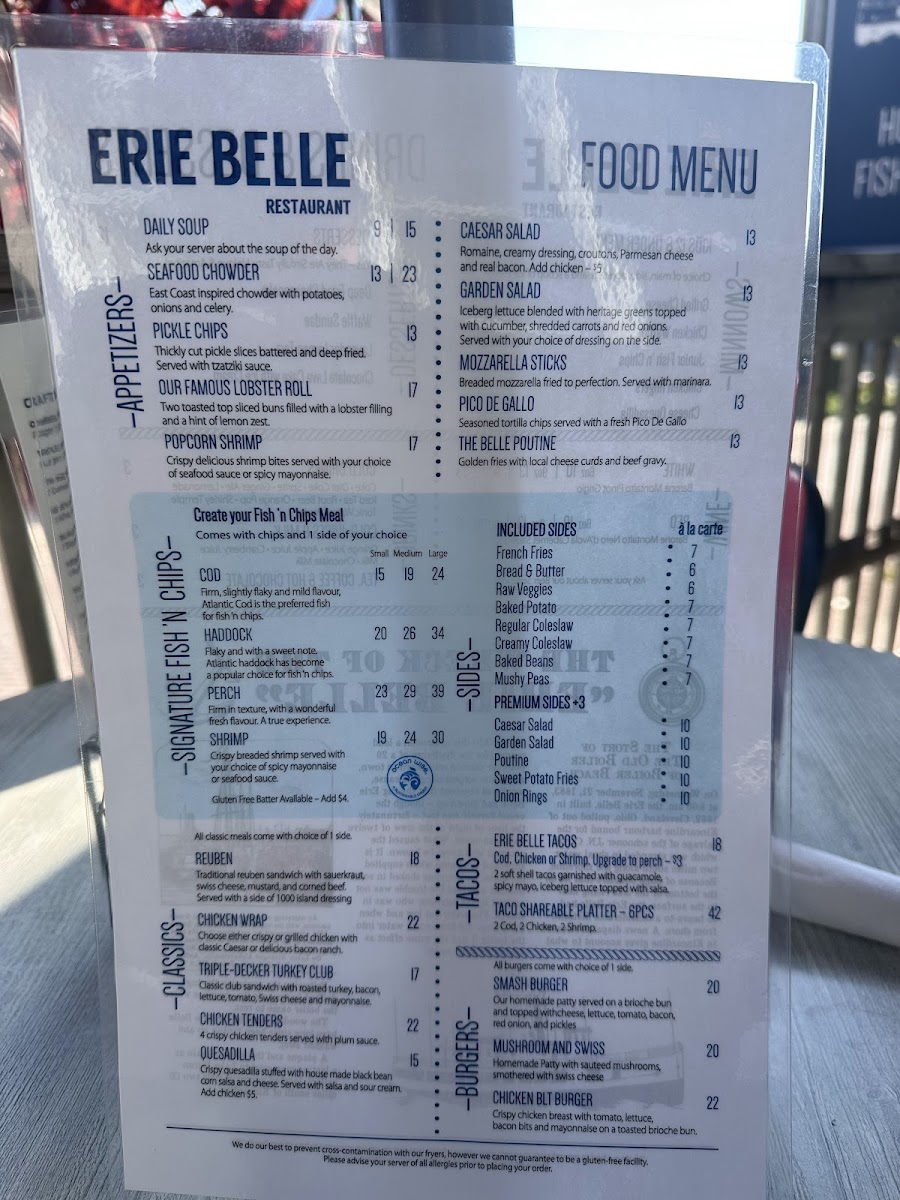 ERIE BELLE
RESTAURANT
FOOD MENU
–APPETIZERS–
DAILY SOUP 9 | 15
Ask your server about the soup of the day.
SEAFOOD CHOWDER 13 | 23
East Coast inspired chowder with potatoes,
onions and celery.
PICKLE CHIPS 13
Thickly cut pickle slices battered and deep fried.
Served with tzatziki sauce.
OUR FAMOUS LOBSTER ROLL 17
Two toasted top sliced buns filled with a lobster filling
and a hint of lemon zest.
POPCORN SHRIMP 17
Crispy delicious shrimp bites served with your choice
of seafood sauce or spicy mayonnaise.
CAESAR SALAD 13
Romaine, creamy dressing, croutons, Parmesan cheese
and real bacon. Add chicken – $5
GARDEN SALAD 13
Iceberg lettuce blended with heritage greens topped
with cucumber, shredded carrots and red onions.
Served with your choice of dressing on the side.
MOZZARELLA STICKS 13
Breaded mozzarella fried to perfection. Served with marinara.
PICO DE GALLO 13
Seasoned tortilla chips served with a fresh Pico De Gallo
THE BELLE POUTINE 13
Golden fries with local cheese curds and beef gravy.
–SIGNATURE FISH 'N CHIPS–
Create your Fish 'n Chips Meal
Comes with chips and 1 side of your choice
Small Medium Large
COD 15 19 24
Firm, slightly flaky and mild flavour,
Atlantic Cod is the preferred fish
for fish 'n chips.
HADDOCK 20 26 34
Flaky and with a sweet note.
Atlantic haddock has become
a popular choice for fish 'n chips.
PERCH 23 29 39
Firm in texture, with a wonderful
fresh flavour. A true experience.
SHRIMP 19 24 30
Crispy breaded shrimp served with
your choice of spicy mayonnaise
or seafood sauce.
Gluten Free Batter Available – Add $4.
ocean wise
–SIDES–
INCLUDED SIDES à la carte
French Fries • 7
Bread & Butter • 6
Raw Veggies • 6
Baked Potato • 7
Regular Coleslaw • 7
Creamy Coleslaw • 7
Baked Beans • 7
Mushy Peas • 7
PREMIUM SIDES +3
Caesar Salad • 10
Garden Salad • 10
Poutine • 10
Sweet Potato Fries • 10
Onion Rings • 10
–CLASSICS–
All classic meals come with choice of 1 side.
REUBEN 18
Traditional reuben sandwich with sauerkraut,
swiss cheese, mustard, and corned beef.
Served with a side of 1000 island dressing
CHICKEN WRAP 22
Choose either crispy or grilled chicken with
classic Caesar or delicious bacon ranch.
TRIPLE-DECKER TURKEY CLUB 17
Classic club sandwich with roasted turkey, bacon,
lettuce, tomato, Swiss cheese and mayonnaise.
CHICKEN TENDERS 22
4 crispy chicken tenders served with plum sauce.
QUESADILLA 15
Crispy quesadilla stuffed with house made black bean
corn salsa and cheese. Served with salsa and sour cream.
Add chicken $5.
–TACOS–
ERIE BELLE TACOS 18
Cod, Chicken or Shrimp. Upgrade to perch – $3
2 soft shell tacos garnished with guacamole,
spicy mayo, iceberg lettuce topped with salsa.
TACO SHAREABLE PLATTER – 6PCS 42
2 Cod, 2 Chicken, 2 Shrimp.
–BURGERS–
All burgers come with choice of 1 side.
SMASH BURGER 20
Our homemade patty served on a brioche bun
and topped withcheese, lettuce, tomato, bacon,
red onion, and pickles
MUSHROOM AND SWISS 20
Homemade Patty with sauteed mushrooms,
smothered with swiss cheese
CHICKEN BLT BURGER 22
Crispy chicken breast with tomato, lettuce,
bacon bits and mayonnaise on a toasted brioche bun.
We do our best to prevent cross-contamination with our fryers, however we cannot guarantee to be a gluten-free facility.
Please advise your server of all allergies prior to placing your order.
FISH